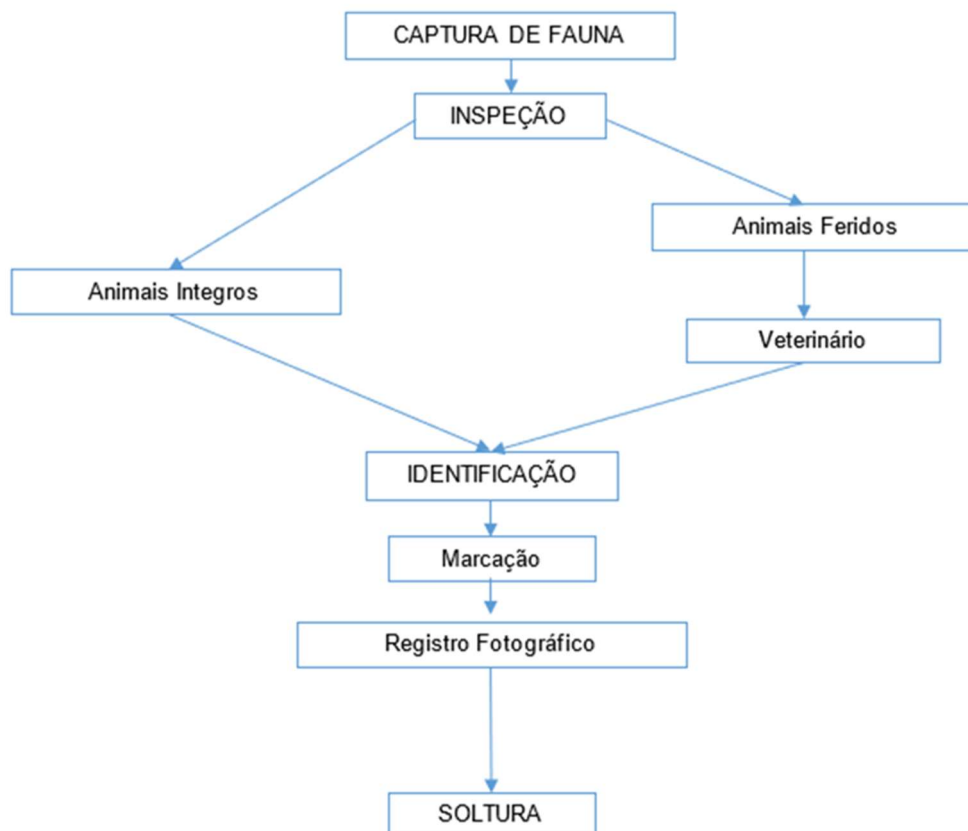 CAPTURA DE FAUNA
INSPEÇÃO
Animais Feridos
Animais Integros
Veterinário
IDENTIFICAÇÃO
Marcação
Registro Fotográfico
SOLTURA